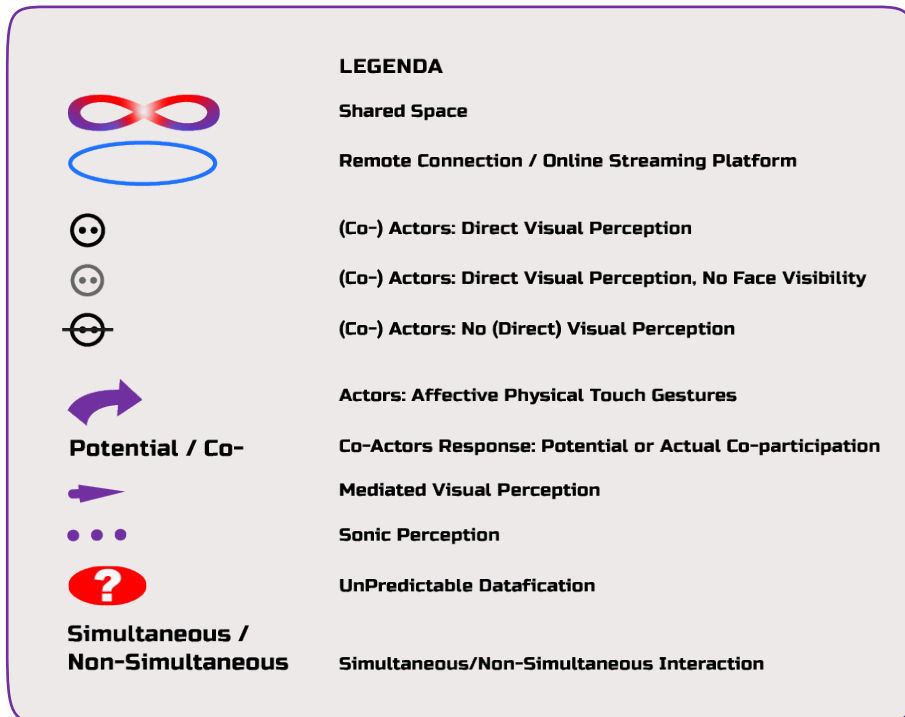 LEGENDA
Shared Space
Remote Connection / Online Streaming Platform
(Co-) Actors: Direct Visual Perception
(Co-) Actors: Direct Visual Perception, No Face Visibility
(Co-) Actors: No (Direct) Visual Perception
Actors: Affective Physical Touch Gestures
Potential / Co- Co-Actors Response: Potential or Actual Co-participation
Mediated Visual Perception
Sonic Perception
? UnPredictable Datafication
Simultaneous /
Non-Simultaneous Simultaneous/Non-Simultaneous Interaction